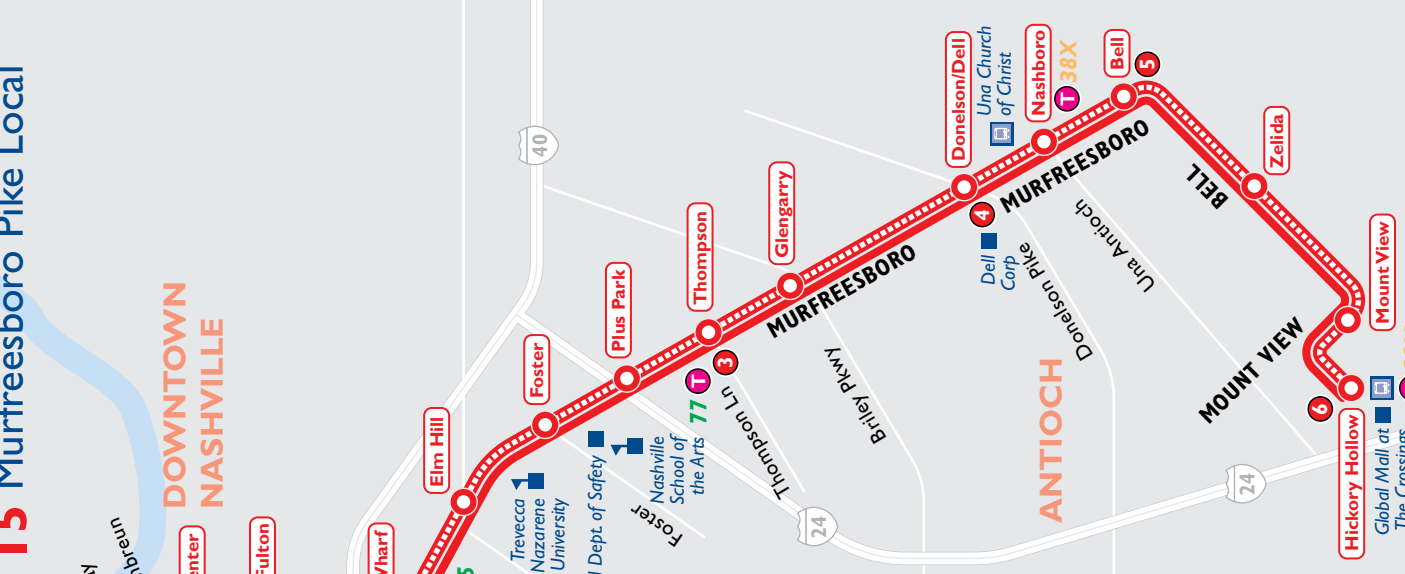 15 Murfreesboro Pike Local
DOWNTOWN
NASHVILLE
40
Elm Hill
Foster
Plus Park
Thompson
Glengarry
Donelson/Dell
Una Church
of Christ
Nashboro
T 38X
Bell
5
Zelida
Mount View
Hickory Hollow
6
Global Mall at
The Crossings
MURFREESBORO
MURFREESBORO
BELL
MOUNT VIEW
4
Dell
Corp
Donelson Pike
Una Antioch
Briley Pkwy
Thompson Ln
3
77 T
Nashville
School of
the Arts
Dept. of Safety
Trevecca
Nazarene
University
Foster
24
24
ANTIOCH
Fulton